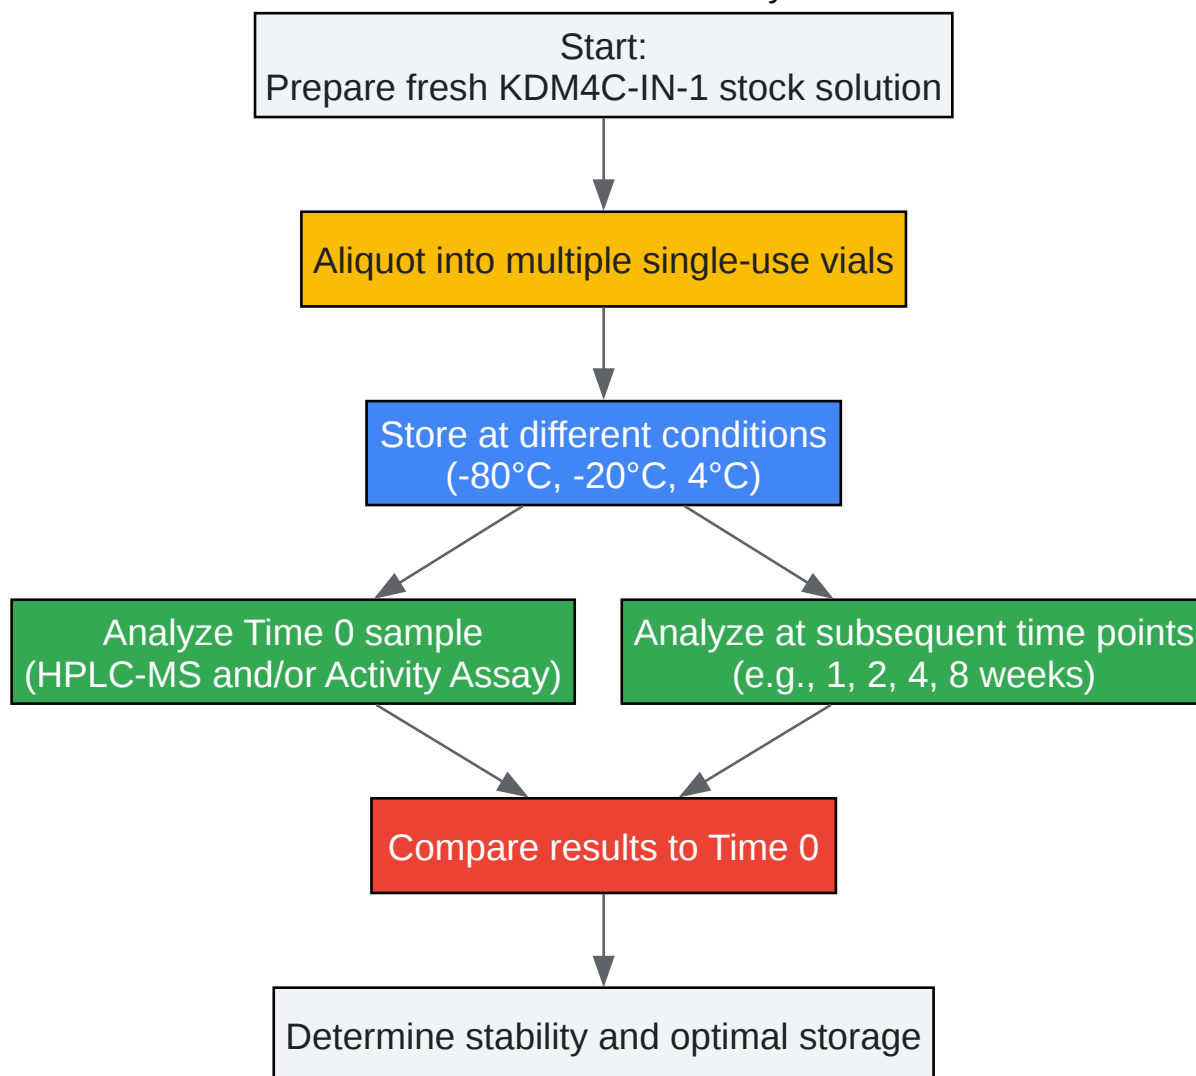 Start:
Prepare fresh KDM4C-IN-1 stock solution
Aliquot into multiple single-use vials
Store at different conditions
(-80°C, -20°C, 4°C)
Analyze Time 0 sample
(HPLC-MS and/or Activity Assay)
Analyze at subsequent time points
(e.g., 1, 2, 4, 8 weeks)
Compare results to Time 0
Determine stability and optimal storage